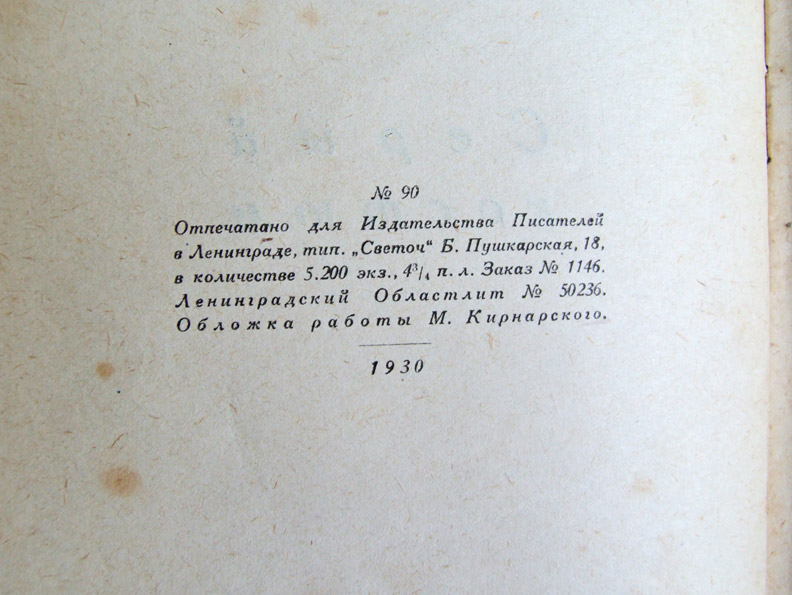 № 90
Отпечатано для Издательства Писателей
в Ленинграде, тип. „Светоч“ Б. Пушкарская, 18,
в количестве 5.200 экз., 4³/₄ п. л. Заказ № 1146.
Ленинградский Областлит № 50236.
Обложка работы М. Кирнарского.
1930